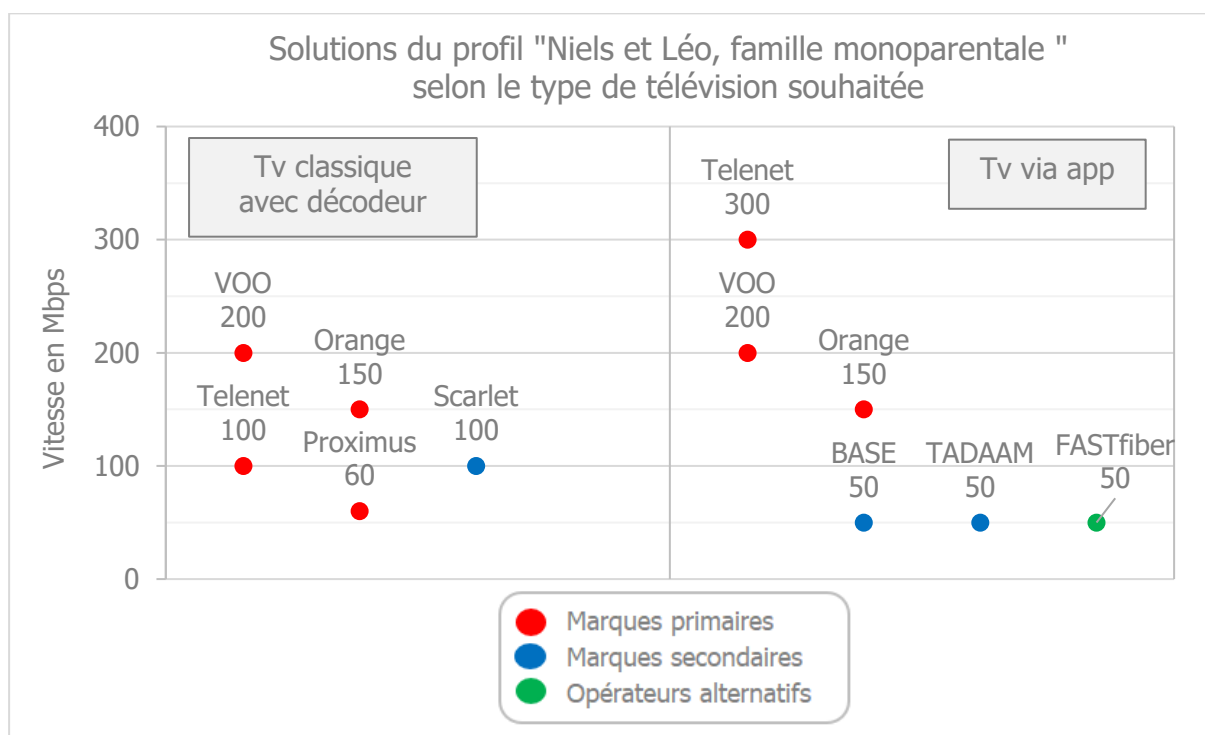 Solutions du profil "Niels et Léo, famille monoparentale "
selon le type de télévision souhaitée
Vitesse en Mbps
400
300
200
100
0
Tv classique
avec décodeur
VOO
200
Orange
150
Telenet
100
Scarlet
100
Proximus
60
Tv via app
Telenet
300
VOO
200
Orange
150
BASE
50
TADAAM
50
FASTfiber
50
Marques primaires
Marques secondaires
Opérateurs alternatifs